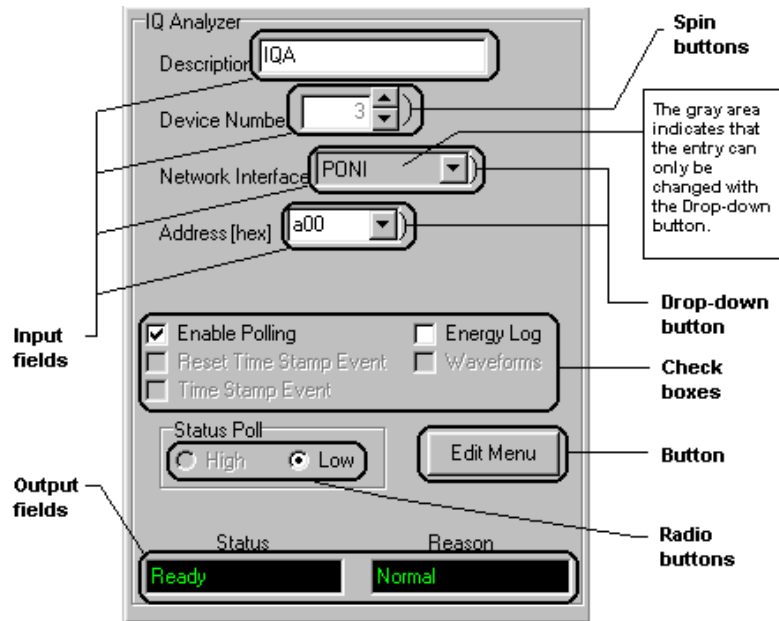 IQ Analyzer
Description IQA
Spin
buttons
Device Numbe 3
The gray area
indicates that
the entry can
only be
changed with
the Drop-down
button.
Network Interface PONI
Address [hex] a00
Drop-down
button
Input
fields
Enable Polling Energy Log
Reset Time Stamp Event Waveforms
Time Stamp Event
Check
boxes
Status Poll
High Low
Edit Menu
Button
Output
fields
Radio
buttons
Status Reason
Ready Normal